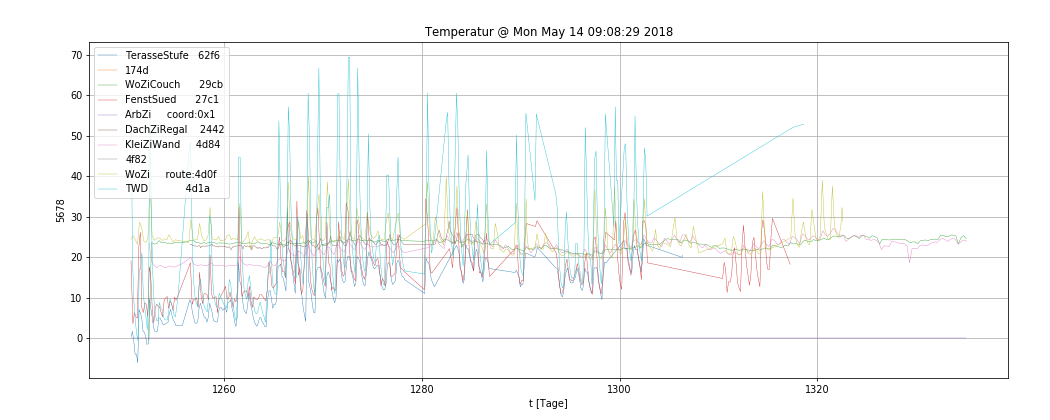 Temperatur @ Mon May 14 09:08:29 2018
70
60
50
40
30
20
10
0
5678
TerasseStufe 62f6
174d
WoZiCouch 29cb
FenstSued 27c1
ArbZi coord:0x1
DachZiRegal 2442
KleiZiWand 4d84
4f82
WoZi route:4d0f
TWD 4d1a
1260 1280 1300 1320
t [Tage]